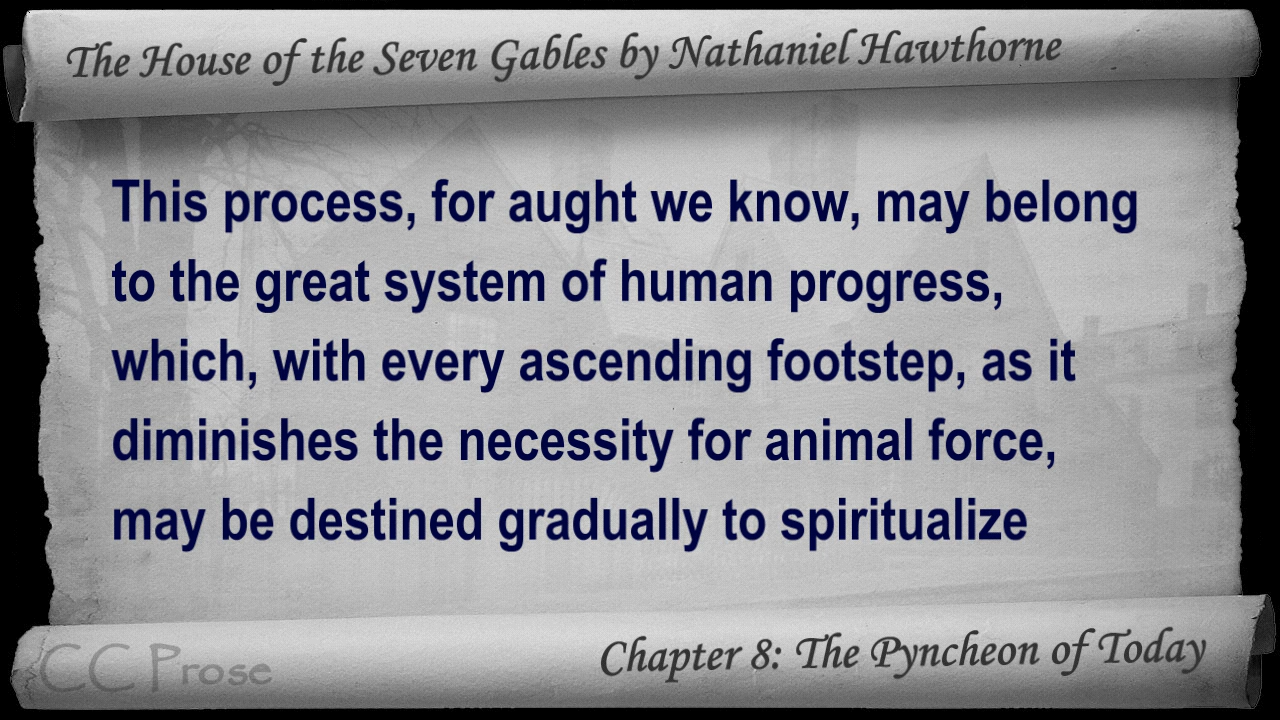 The House of the Seven Gables by Nathaniel Hawthorne
This process, for aught we know, may belong
to the great system of human progress,
which, with every ascending footstep, as it
diminishes the necessity for animal force,
may be destined gradually to spiritualize
CC Prose
Chapter 8: The Pyncheon of Today